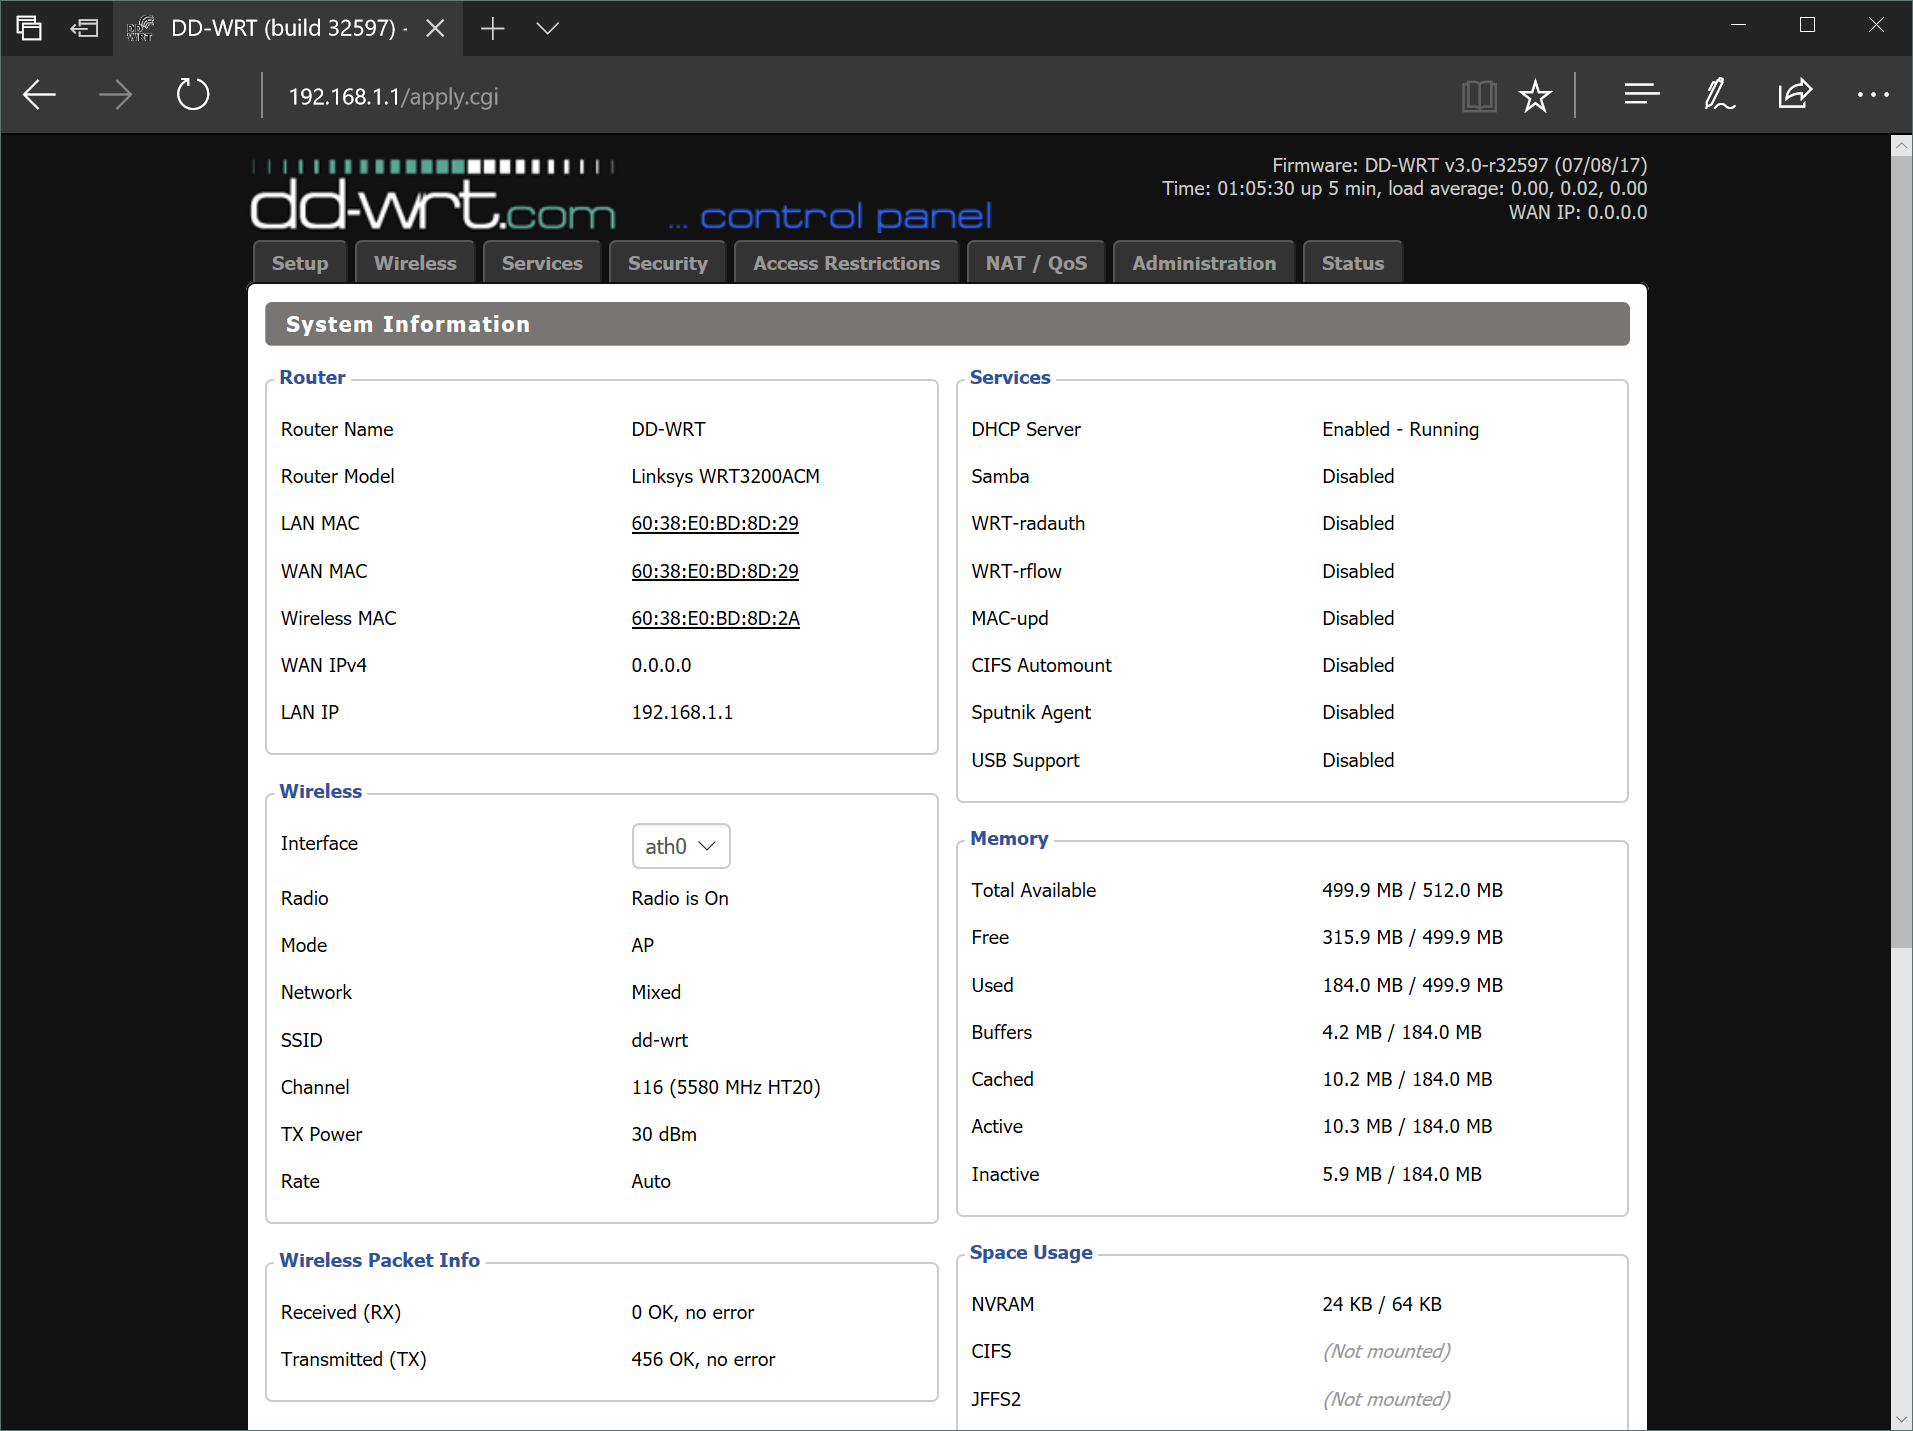 DD-WRT (build 32597) -
192.168.1.1/apply.cgi
dd-wrt.com
... control panel
Firmware: DD-WRT v3.0-r32597 (07/08/17)
Time: 01:05:30 up 5 min, load average: 0.00, 0.02, 0.00
WAN IP: 0.0.0.0
Setup Wireless Services Security Access Restrictions NAT / QoS Administration Status
System Information
Router
Router Name DD-WRT
Router Model Linksys WRT3200ACM
LAN MAC 60:38:E0:BD:8D:29
WAN MAC 60:38:E0:BD:8D:29
Wireless MAC 60:38:E0:BD:8D:2A
WAN IPv4 0.0.0.0
LAN IP 192.168.1.1
Wireless
Interface ath0
Radio Radio is On
Mode AP
Network Mixed
SSID dd-wrt
Channel 116 (5580 MHz HT20)
TX Power 30 dBm
Rate Auto
Wireless Packet Info
Received (RX) 0 OK, no error
Transmitted (TX) 456 OK, no error
Services
DHCP Server Enabled - Running
Samba Disabled
WRT-radauth Disabled
WRT-rflow Disabled
MAC-upd Disabled
CIFS Automount Disabled
Sputnik Agent Disabled
USB Support Disabled
Memory
Total Available 499.9 MB / 512.0 MB
Free 315.9 MB / 499.9 MB
Used 184.0 MB / 499.9 MB
Buffers 4.2 MB / 184.0 MB
Cached 10.2 MB / 184.0 MB
Active 10.3 MB / 184.0 MB
Inactive 5.9 MB / 184.0 MB
Space Usage
NVRAM 24 KB / 64 KB
CIFS (Not mounted)
JFFS2 (Not mounted)